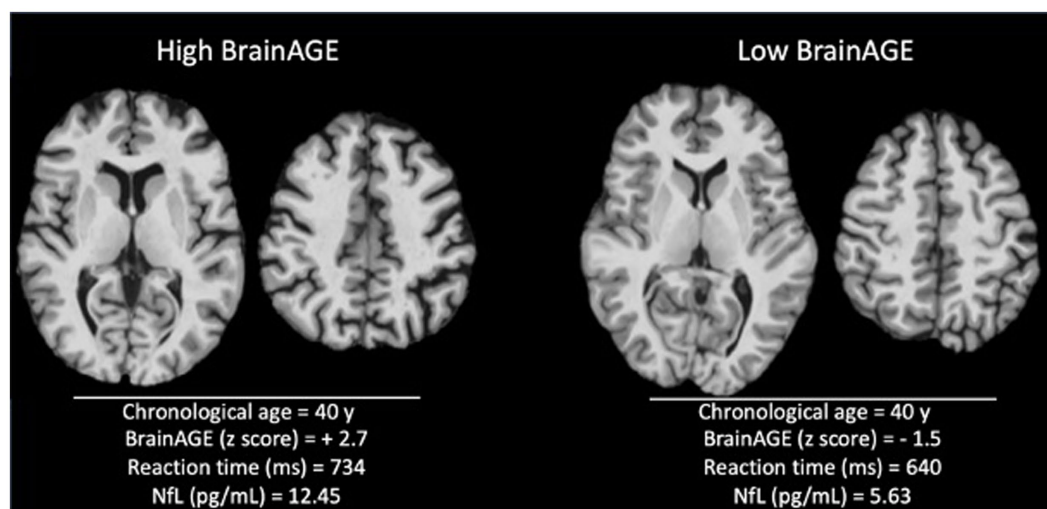 High BrainAGE
Chronological age = 40 y
BrainAGE (z score) = + 2.7
Reaction time (ms) = 734
NfL (pg/mL) = 12.45
Low BrainAGE
Chronological age = 40 y
BrainAGE (z score) = - 1.5
Reaction time (ms) = 640
NfL (pg/mL) = 5.63